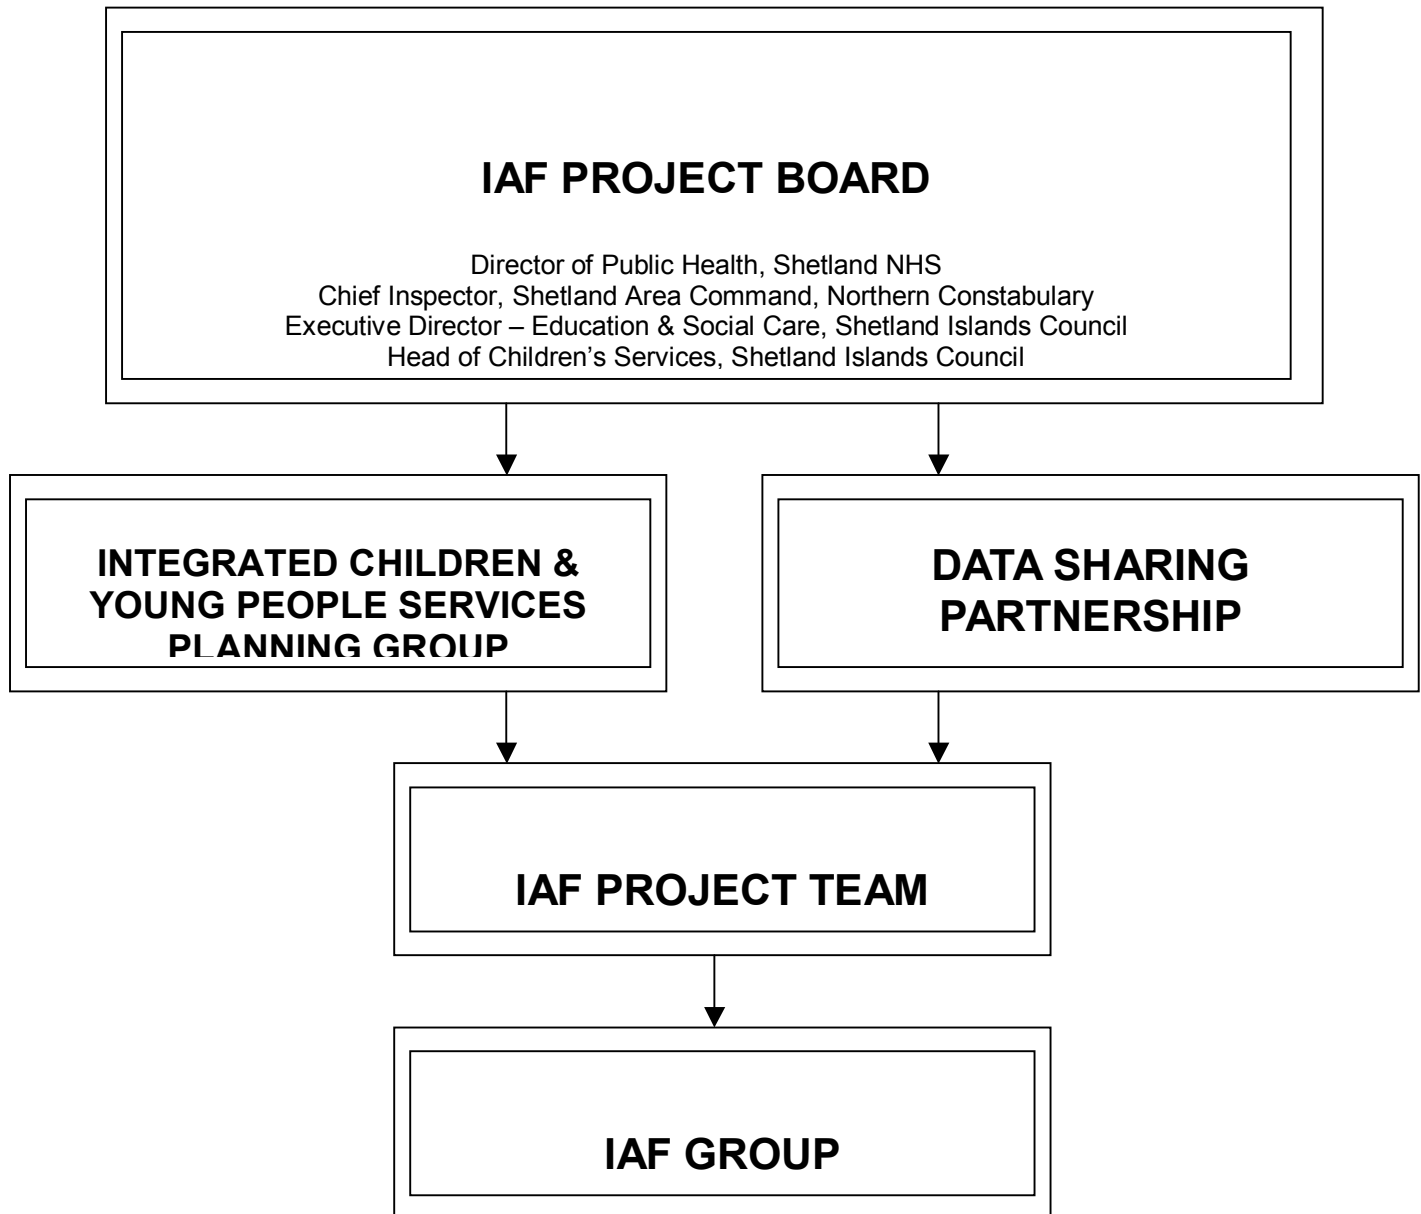 IAF PROJECT BOARD
Director of Public Health, Shetland NHS
Chief Inspector, Shetland Area Command, Northern Constabulary
Executive Director – Education & Social Care, Shetland Islands Council
Head of Children’s Services, Shetland Islands Council
INTEGRATED CHILDREN &
YOUNG PEOPLE SERVICES
PLANNING GROUP
DATA SHARING
PARTNERSHIP
IAF PROJECT TEAM
IAF GROUP